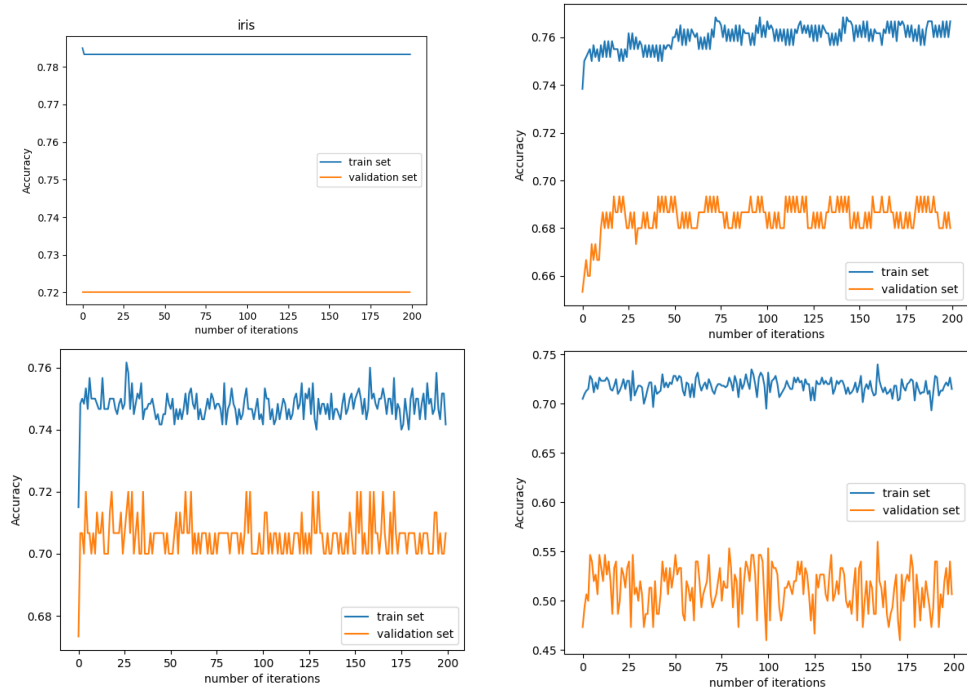 iris
0.78
0.77
0.76
0.75
0.74
0.73
0.72
Accuracy
train set
validation set
0 25 50 75 100 125 150 175 200
number of iterations
0.76
0.74
0.72
0.70
0.68
0.66
Accuracy
train set
validation set
0 25 50 75 100 125 150 175 200
number of iterations
0.76
0.74
0.72
0.70
0.68
Accuracy
train set
validation set
0 25 50 75 100 125 150 175 200
number of iterations
0.75
0.70
0.65
0.60
0.55
0.50
0.45
Accuracy
train set
validation set
0 25 50 75 100 125 150 175 200
number of iterations